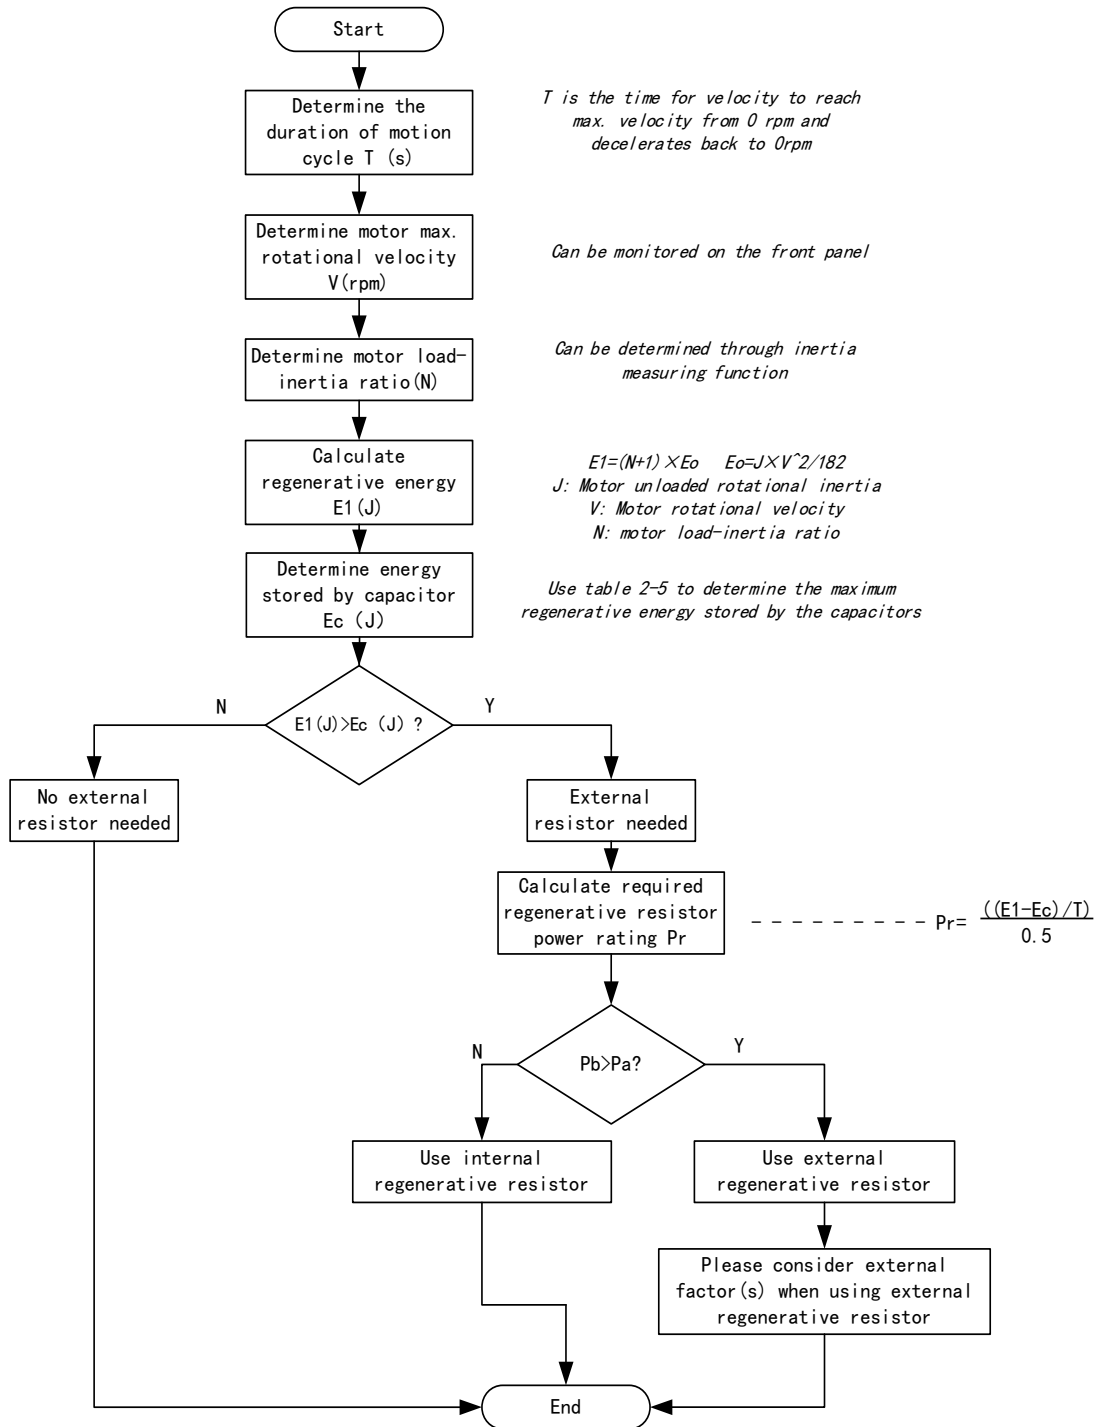 Start
Determine the
duration of motion
cycle T (s)
T is the time for velocity to reach
max. velocity from 0 rpm and
decelerates back to 0rpm
Determine motor max.
rotational velocity
V(rpm)
Can be monitored on the front panel
Determine motor load-
inertia ratio(N)
Can be determined through inertia
measuring function
Calculate
regenerative energy
E1(J)
E1=(N+1)×Eo Eo=J×V^2/182
J: Motor unloaded rotational inertia
V: Motor rotational velocity
N: motor load-inertia ratio
Determine energy
stored by capacitor
Ec (J)
Use table 2-5 to determine the maximum
regenerative energy stored by the capacitors
N
Y
E1(J)>Ec (J) ?
No external
resistor needed
External
resistor needed
Calculate required
regenerative resistor
power rating Pr
Pr= ((E1-Ec)/T)
0.5
N
Y
Pb>Pa?
Use internal
regenerative resistor
Use external
regenerative resistor
Please consider external
factor(s) when using external
regenerative resistor
End